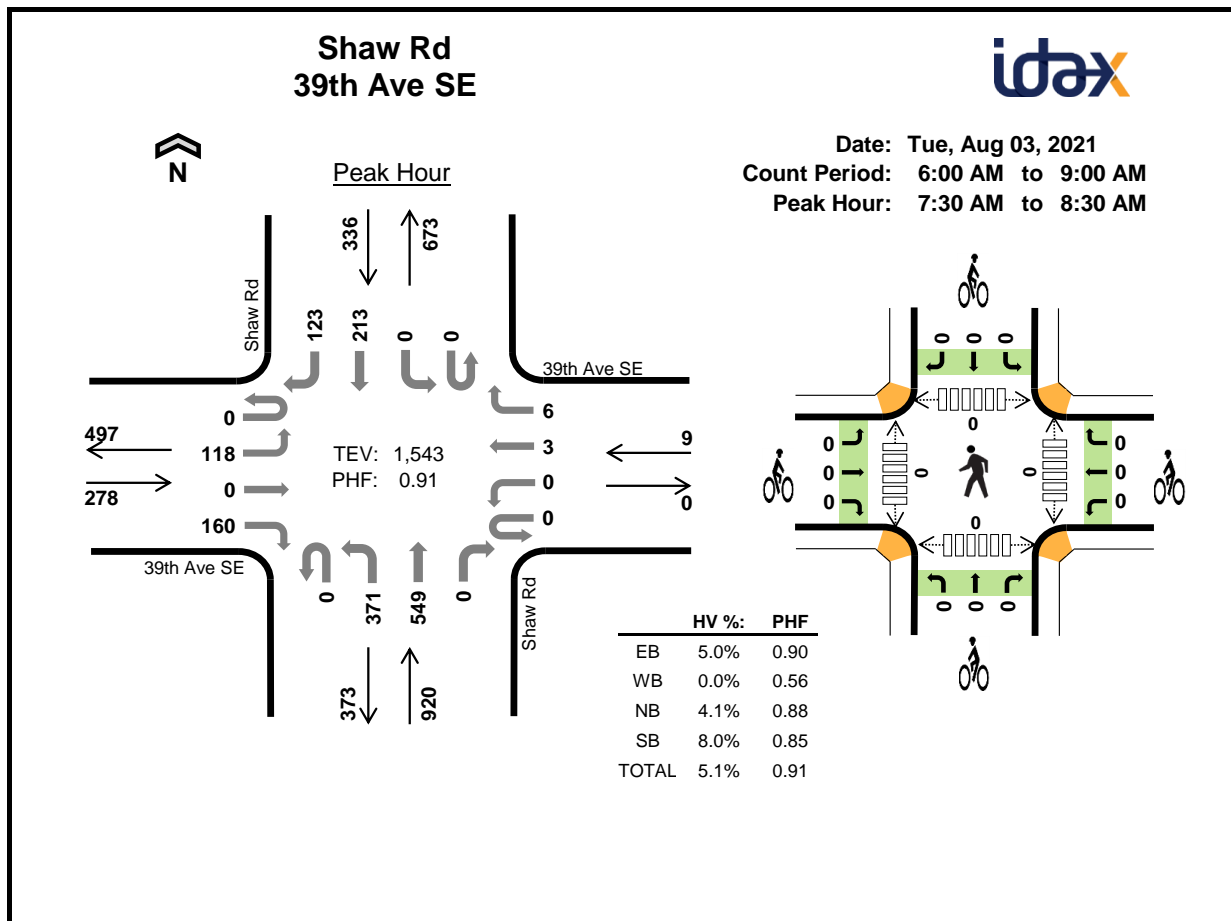 Shaw Rd
39th Ave SE
idax
Date: Tue, Aug 03, 2021
Count Period: 6:00 AM to 9:00 AM
Peak Hour: 7:30 AM to 8:30 AM
N
Peak Hour
336
673
Shaw Rd
123
213
0
0
39th Ave SE
0
6
497
118
3
9
TEV: 1,543
PHF: 0.91
278
0
0
0
160
0
39th Ave SE
0
371
549
0
Shaw Rd
373
920
0 0 0
0
0
0
0
0
0
0
0
0
0
0
0 0 0
HV %: PHF
EB 5.0% 0.90
WB 0.0% 0.56
NB 4.1% 0.88
SB 8.0% 0.85
TOTAL 5.1% 0.91